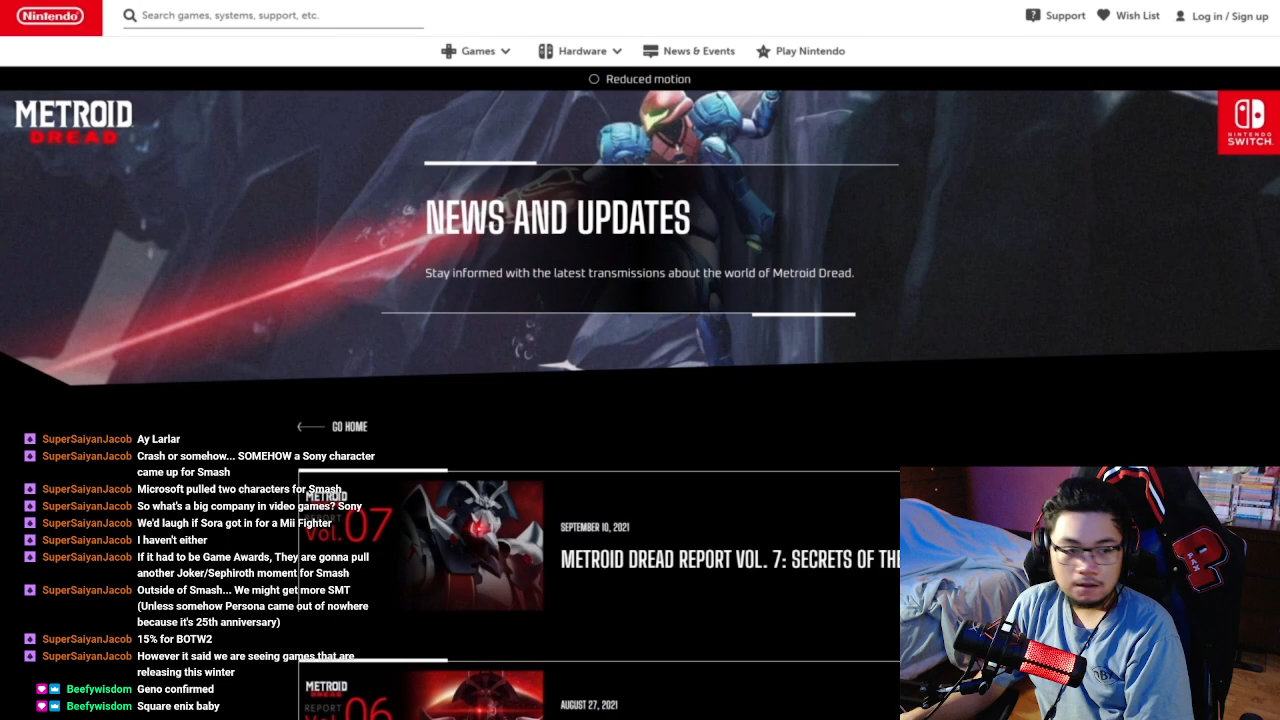 Nintendo
Search games, systems, support, etc.
Support
Wish List
Log in / Sign up
Games
Hardware
News & Events
Play Nintendo
Reduced motion
METROID
DREAD
NINTENDO
SWITCH
NEWS AND UPDATES
Stay informed with the latest transmissions about the world of Metroid Dread.
GO HOME
SuperSaiyanJacob Ay Larlar
SuperSaiyanJacob Crash or somehow... SOMEHOW a Sony character
came up for Smash
SuperSaiyanJacob Microsoft pulled two characters for Smash
SuperSaiyanJacob So what's a big company in video games? Sony
SuperSaiyanJacob We'd laugh if Sora got in for a Mii Fighter
SuperSaiyanJacob I haven't either
SuperSaiyanJacob If it had to be Game Awards, They are gonna pull
another Joker/Sephiroth moment for Smash
SuperSaiyanJacob Outside of Smash... We might get more SMT
(Unless somehow Persona came out of nowhere
because it's 25th anniversary)
SuperSaiyanJacob 15% for BOTW2
SuperSaiyanJacob However it said we are seeing games that are
releasing this winter
Beefywisdom Geno confirmed
Beefywisdom Square enix baby
METROID
Vol.07
SEPTEMBER 10, 2021
METROID DREAD REPORT VOL. 7: SECRETS OF THE
METROID
DREAD
REPORT
Vol.06
AUGUST 27, 2021